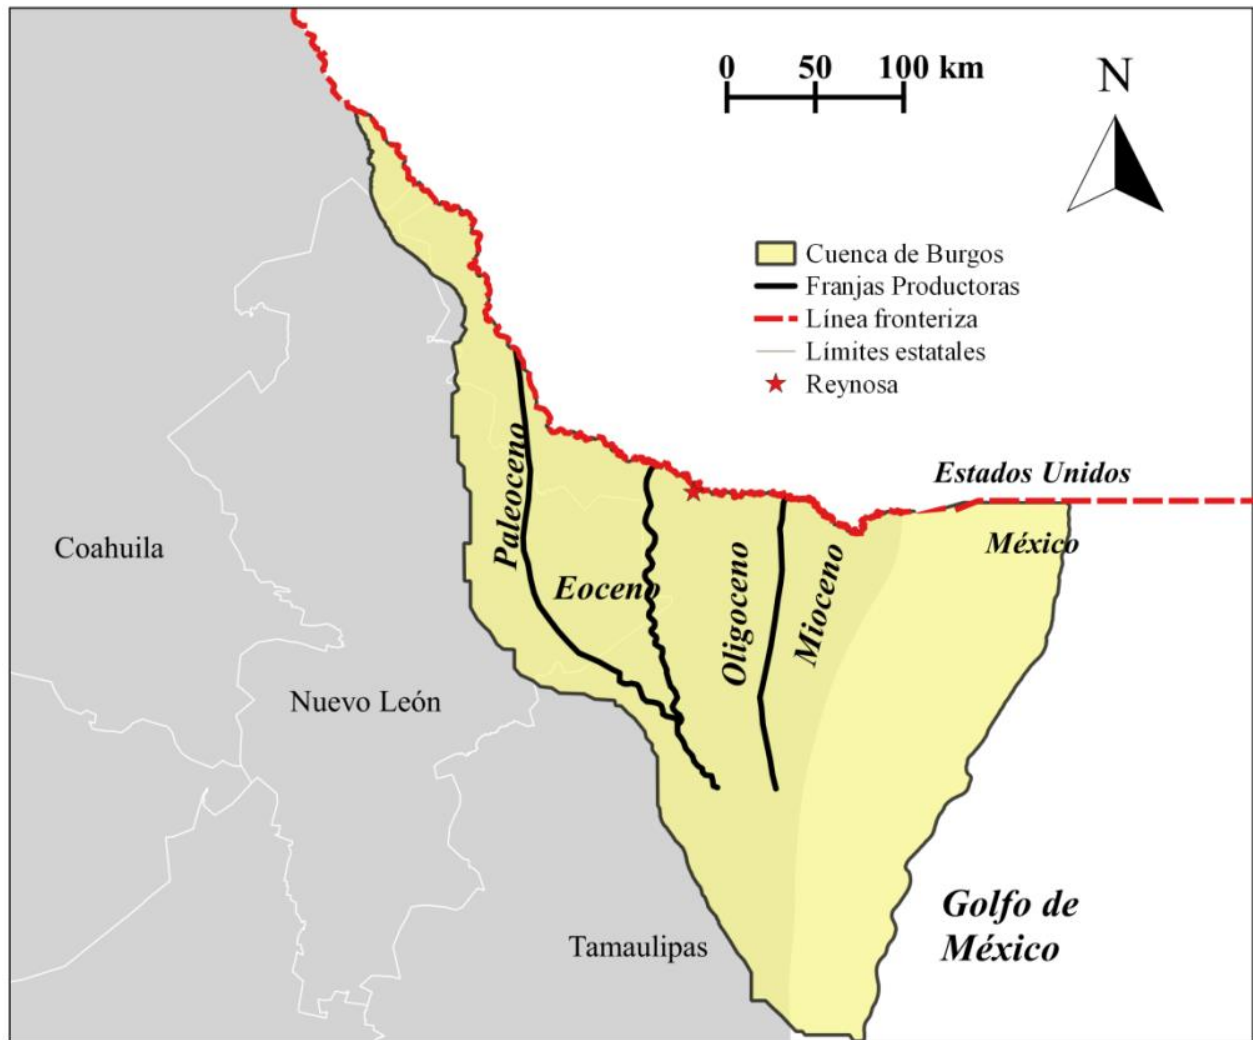 0 50 100 km
N
Cuenca de Burgos
Franjas Productoras
Línea fronteriza
Límites estatales
Reynosa
Estados Unidos
México
Paleoceno
Eoceno
Oligoceno
Mioceno
Coahuila
Nuevo León
Tamaulipas
Golfo de
México